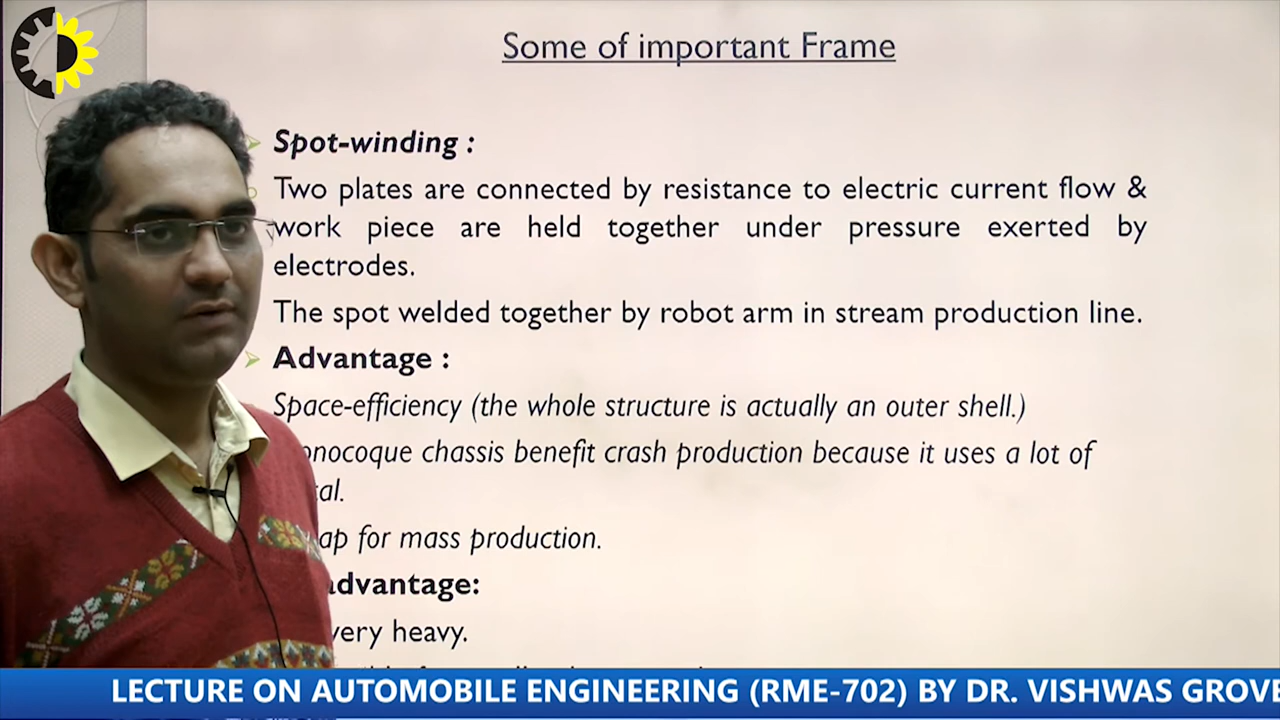 Some of important Frame
Spot-winding :
Two plates are connected by resistance to electric current flow &
work piece are held together under pressure exerted by
electrodes.
The spot welded together by robot arm in stream production line.
Advantage :
Space-efficiency (the whole structure is actually an outer shell.)
chassis benefit crash production because it uses a lot of
for mass production.
very heavy.
LECTURE ON AUTOMOBILE ENGINEERING (RME-702) BY DR. VISHWAS GROVE